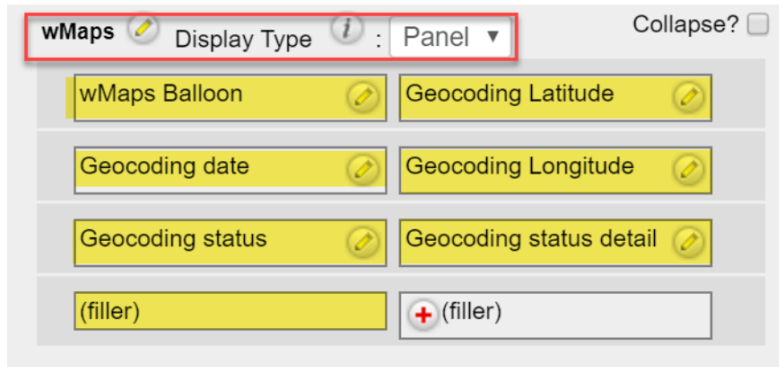 wMaps Display Type i : Panel ▼ Collapse?
wMaps Balloon Geocoding Latitude
Geocoding date Geocoding Longitude
Geocoding status Geocoding status detail
(filler) (filler)